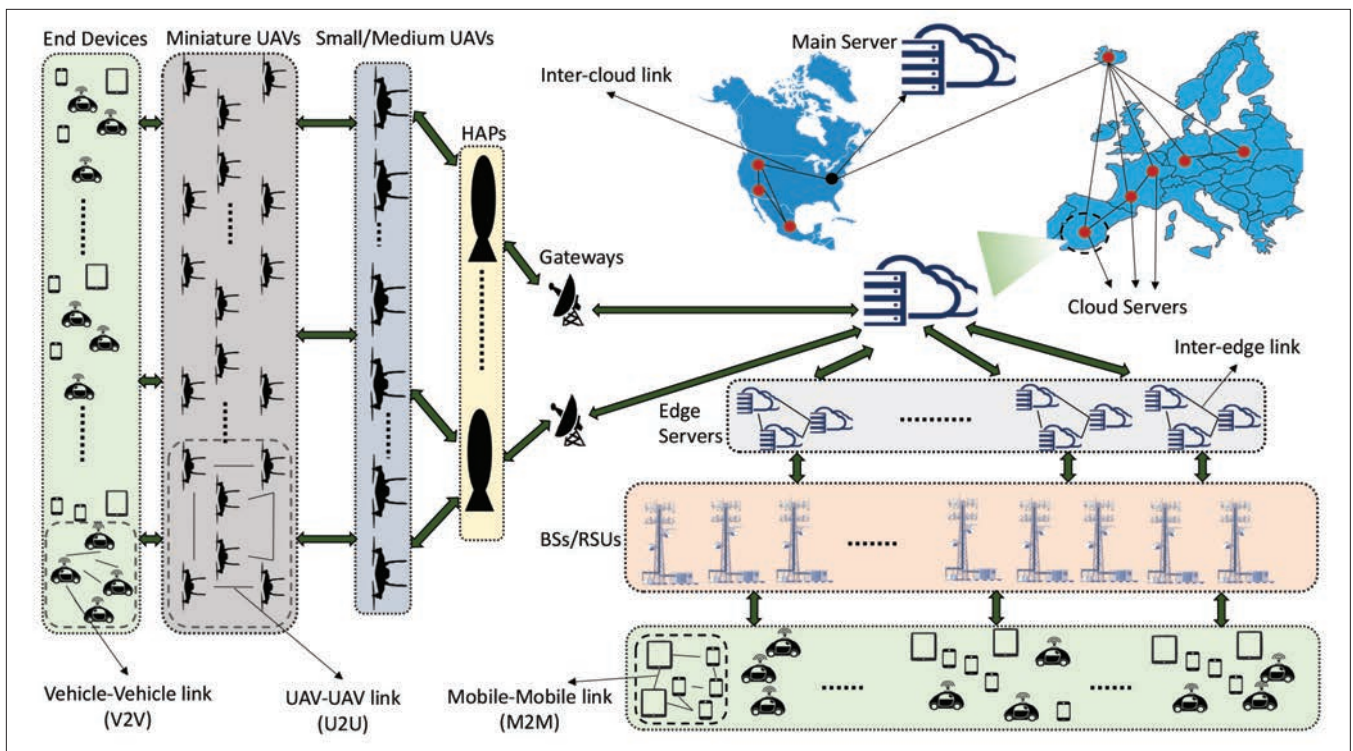 End Devices
Miniature UAVs
Small/Medium UAVs
Main Server
Inter-cloud link
HAPs
Gateways
Cloud Servers
Inter-edge link
Edge
Servers
BSs/RSUs
Vehicle-Vehicle link
(V2V)
UAV-UAV link
(U2U)
Mobile-Mobile link
(M2M)